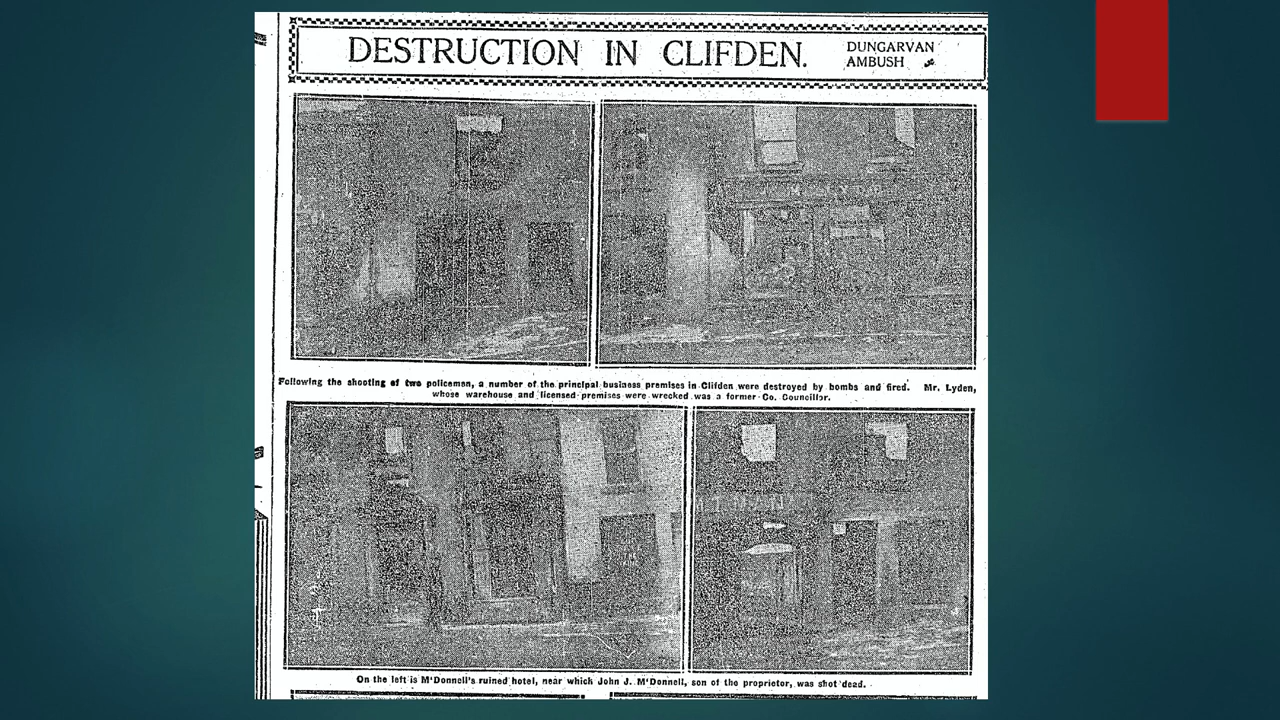 DESTRUCTION IN CLIFDEN.
DUNGARVAN
AMBUSH
Following the shooting of two policemen, a number of the principal business premises in Clifden were destroyed by bombs and fired. Mr. Lyden,
whose warehouse and licensed premises were wrecked was a former Co. Councillor.
On the left is M'Donnell's ruined hotel, near which John J. M'Donnell, son of the proprietor, was shot dead.